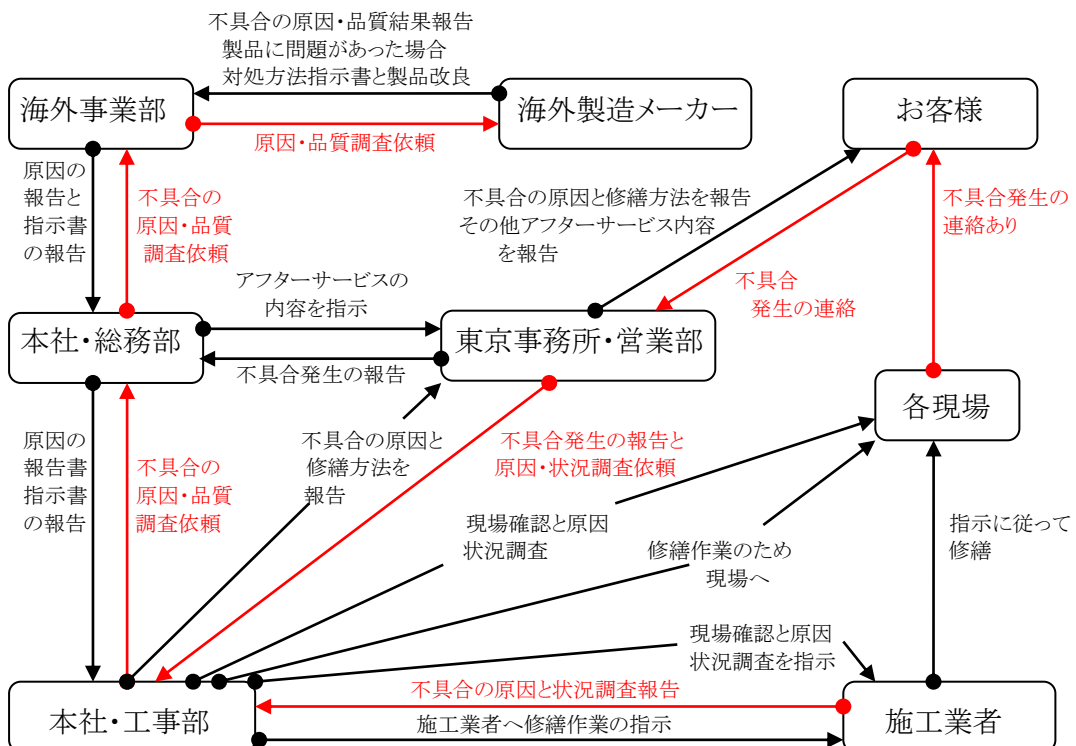 不具合の原因・品質結果報告
製品に問題があった場合
対処方法指示書と製品改良
海外事業部
海外製造メーカー
お客様
原因・品質調査依頼
原因の
報告と
指示書
の報告
不具合の
原因・品質
調査依頼
不具合の原因と修繕方法を報告
その他アフターサービス内容
を報告
不具合発生の
連絡あり
アフターサービスの
内容を指示
不具合
発生の連絡
本社・総務部
東京事務所・営業部
不具合発生の報告
各現場
原因の
報告書
指示書
の報告
不具合の
原因・品質
調査依頼
不具合の原因と
修繕方法を
報告
不具合発生の報告と
原因・状況調査依頼
現場確認と原因
状況調査
修繕作業のため
現場へ
指示に従って
修繕
現場確認と原因
状況調査を指示
不具合の原因と状況調査報告
本社・工事部
施工業者へ修繕作業の指示
施工業者